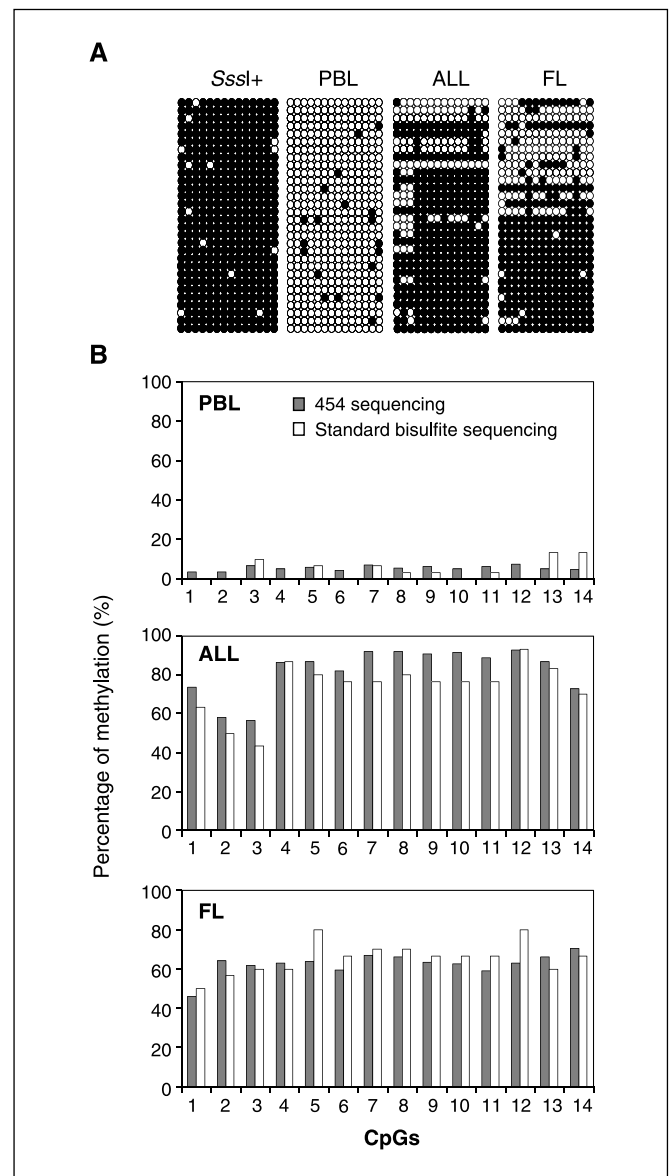 A
SssI+ PBL ALL FL
B
Percentage of methylation (%)
PBL
454 sequencing
Standard bisulfite sequencing
100
80
60
40
20
0
1 2 3 4 5 6 7 8 9 10 11 12 13 14
ALL
100
80
60
40
20
0
1 2 3 4 5 6 7 8 9 10 11 12 13 14
FL
100
80
60
40
20
0
1 2 3 4 5 6 7 8 9 10 11 12 13 14
CpGs